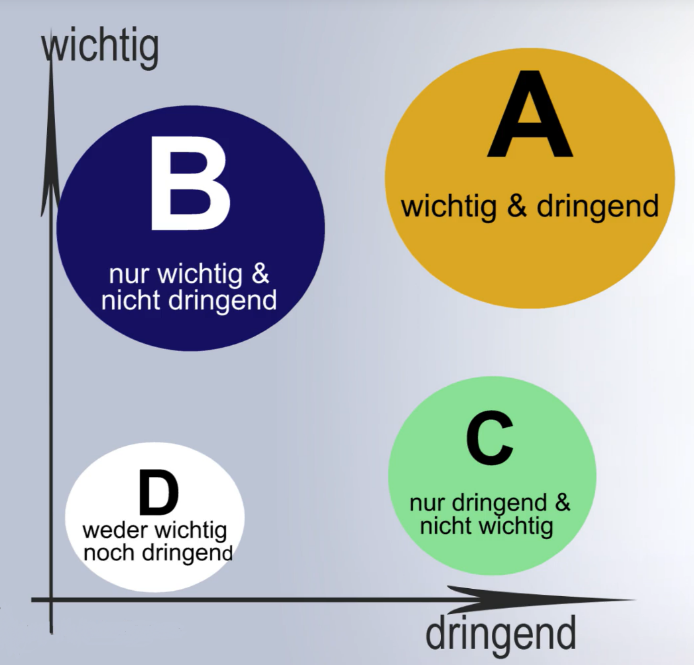 wichtig
A
wichtig & dringend
B
nur wichtig &
nicht dringend
C
nur dringend &
nicht wichtig
D
weder wichtig
noch dringend
dringend